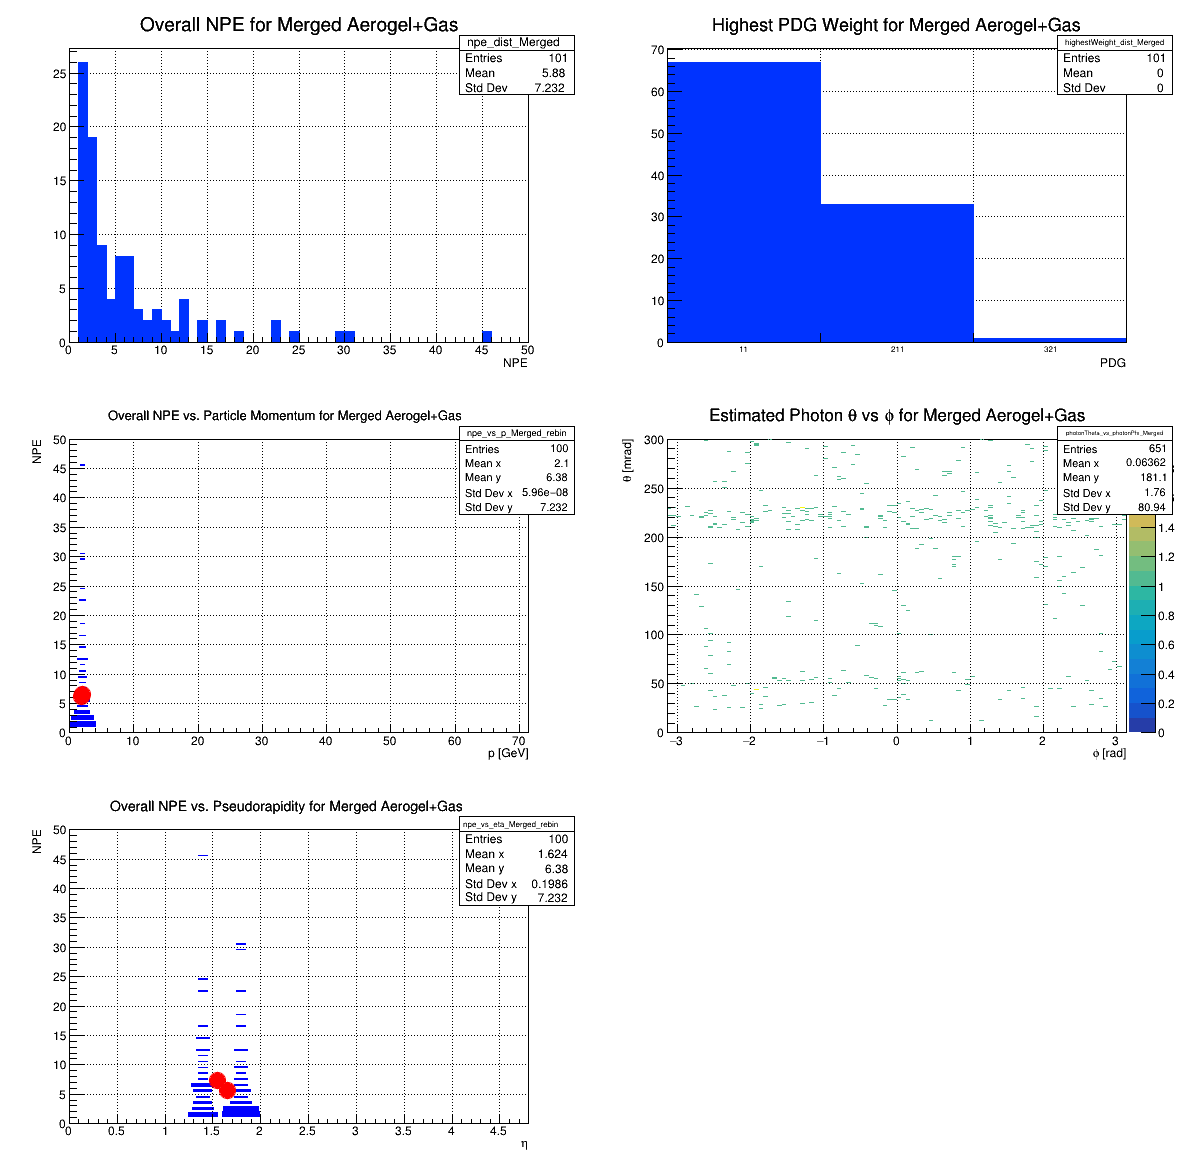 Overall NPE for Merged Aerogel+Gas
npe_dist_Merged
Entries 101
Mean 5.88
Std Dev 7.232
25
20
15
10
5
0
0 5 10 15 20 25 30 35 40 45 50
NPE
Highest PDG Weight for Merged Aerogel+Gas
highestWeight_dist_Merged
Entries 101
Mean 0
Std Dev 0
70
60
50
40
30
20
10
0
11 211 321
PDG
Overall NPE vs. Particle Momentum for Merged Aerogel+Gas
NPE
npe_vs_p_Merged_rebin
Entries 100
Mean x 2.1
Mean y 6.38
Std Dev x 5.96e−08
Std Dev y 7.232
50
45
40
35
30
25
20
15
10
5
0
0 10 20 30 40 50 60 70
p [GeV]
Estimated Photon θ vs ϕ for Merged Aerogel+Gas
θ [mrad]
photonTheta_vs_photonPhi_Merged
Entries 651
Mean x 0.06362
Mean y 181.1
Std Dev x 1.76
Std Dev y 80.94
300
250
200
150
100
50
0
−3 −2 −1 0 1 2 3
ϕ [rad]
1.4
1.2
1
0.8
0.6
0.4
0.2
0
Overall NPE vs. Pseudorapidity for Merged Aerogel+Gas
NPE
npe_vs_eta_Merged_rebin
Entries 100
Mean x 1.624
Mean y 6.38
Std Dev x 0.1986
Std Dev y 7.232
50
45
40
35
30
25
20
15
10
5
0
0 0.5 1 1.5 2 2.5 3 3.5 4 4.5
η